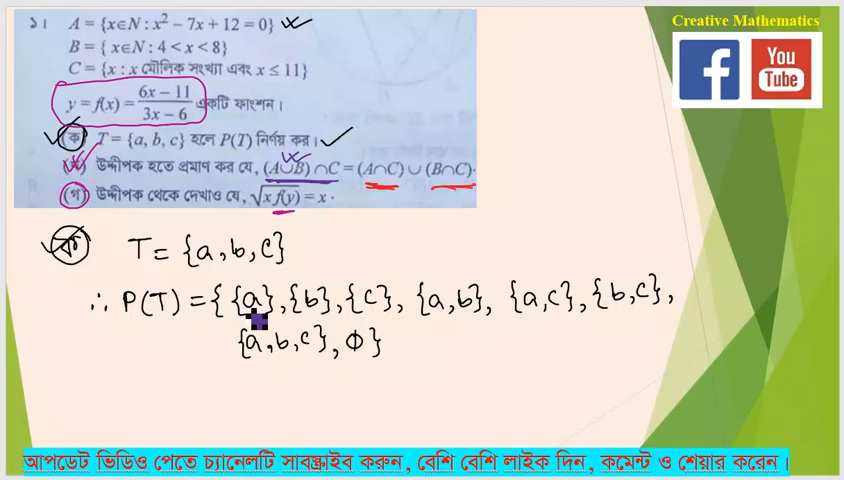 Creative Mathematics
You
Tube
১। A = {x∈N : x² − 7x + 12 = 0}
B = { x∈N : 4 < x < 8}
C = {x : x মৌলিক সংখ্যা এবং x ≤ 11}
y = f(x) = (6x − 11)/(3x − 6) একটি ফাংশন।
(ক) T = {a, b, c} হলে P(T) নির্ণয় কর।
(খ) উদ্দীপক হতে প্রমাণ কর যে, (A∪B) ∩C = (A∩C) ∪ (B∩C).
(গ) উদ্দীপক থেকে দেখাও যে, √(x f(y)) = x ·
ক T = {a, b, c}
∴ P(T) = { {a}, {b}, {c}, {a, b}, {a, c}, {b, c},
{a, b, c}, Φ }
আপডেট ভিডিও পেতে চ্যানেলটি সাবস্ক্রাইব করুন, বেশি বেশি লাইক দিন, কমেন্ট ও শেয়ার করেন।